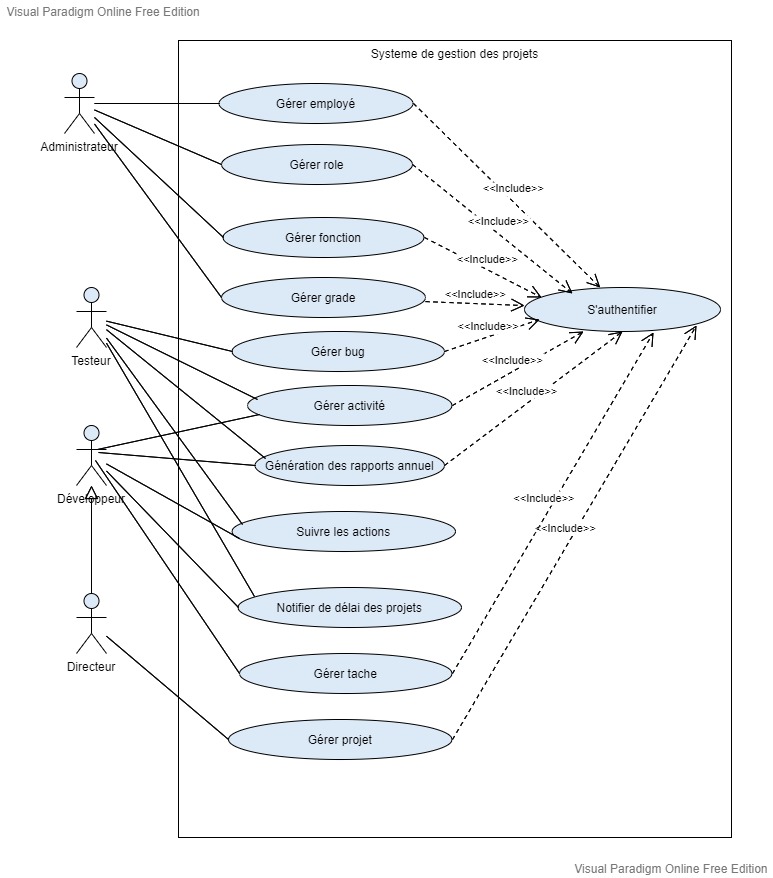 Visual Paradigm Online Free Edition
Systeme de gestion des projets
Gérer employé
Administrateur
Gérer role
<<Include>>
<<Include>>
Gérer fonction
<<Include>>
Gérer grade
<<Include>>
S'authentifier
<<Include>>
Testeur
Gérer bug
<<Include>>
<<Include>>
Gérer activité
Génération des rapports annuel
Développeur
<<Include>>
Suivre les actions
<<Include>>
Notifier de délai des projets
Directeur
Gérer tache
Gérer projet
Visual Paradigm Online Free Edition